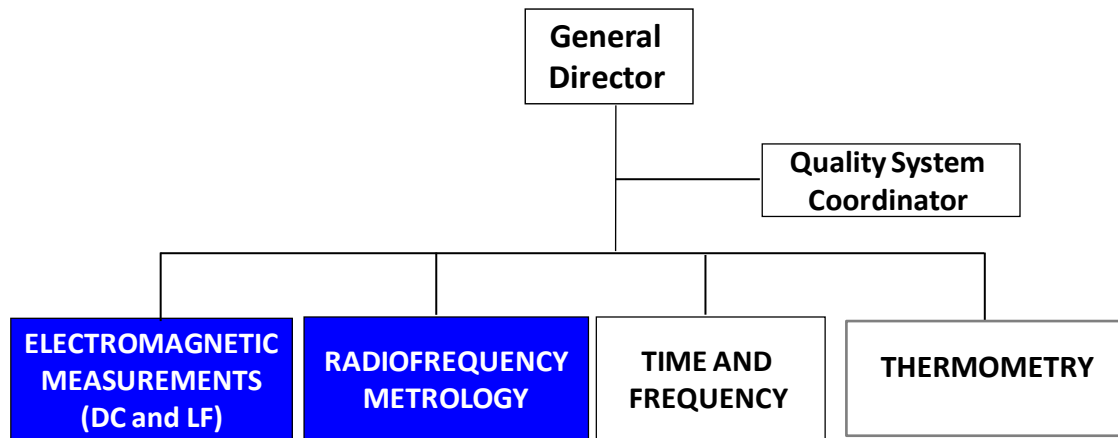 General
Director
Quality System
Coordinator
ELECTROMAGNETIC
MEASUREMENTS
(DC and LF)
RADIOFREQUENCY
METROLOGY
TIME AND
FREQUENCY
THERMOMETRY